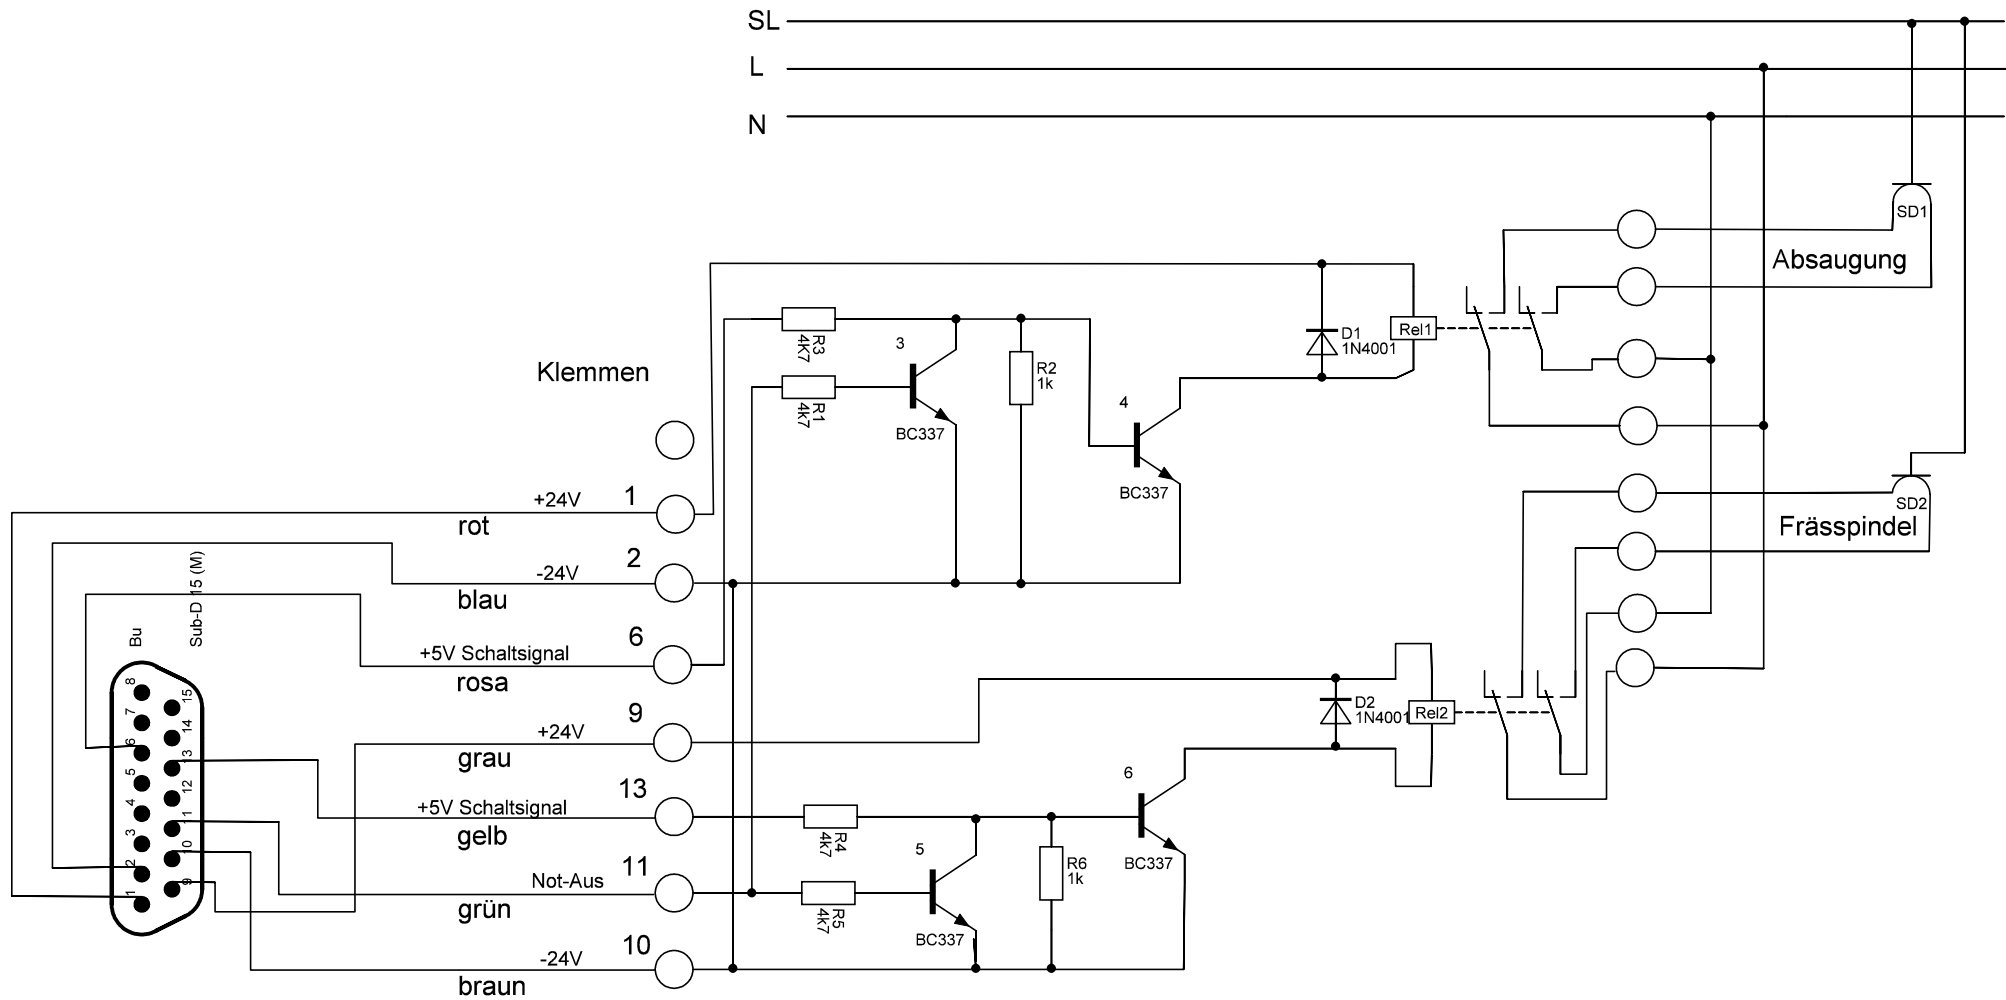 SL
L
N
SD1
Absaugung
Rel1
D1
1N4001
R3
4K7
3
R1
4k7
BC337
R2
1k
4
BC337
Klemmen
+24V
1
rot
-24V
2
blau
+5V Schaltsignal
6
rosa
+24V
9
grau
+5V Schaltsignal
13
gelb
Not-Aus
11
grün
-24V
10
braun
Bu
Sub-D 15 (M)
8
7
6
5
4
3
2
1
15
14
13
12
11
10
9
SD2
Frässpindel
D2
1N4001
Rel2
6
BC337
R4
4k7
5
R6
1k
R5
4k7
BC337